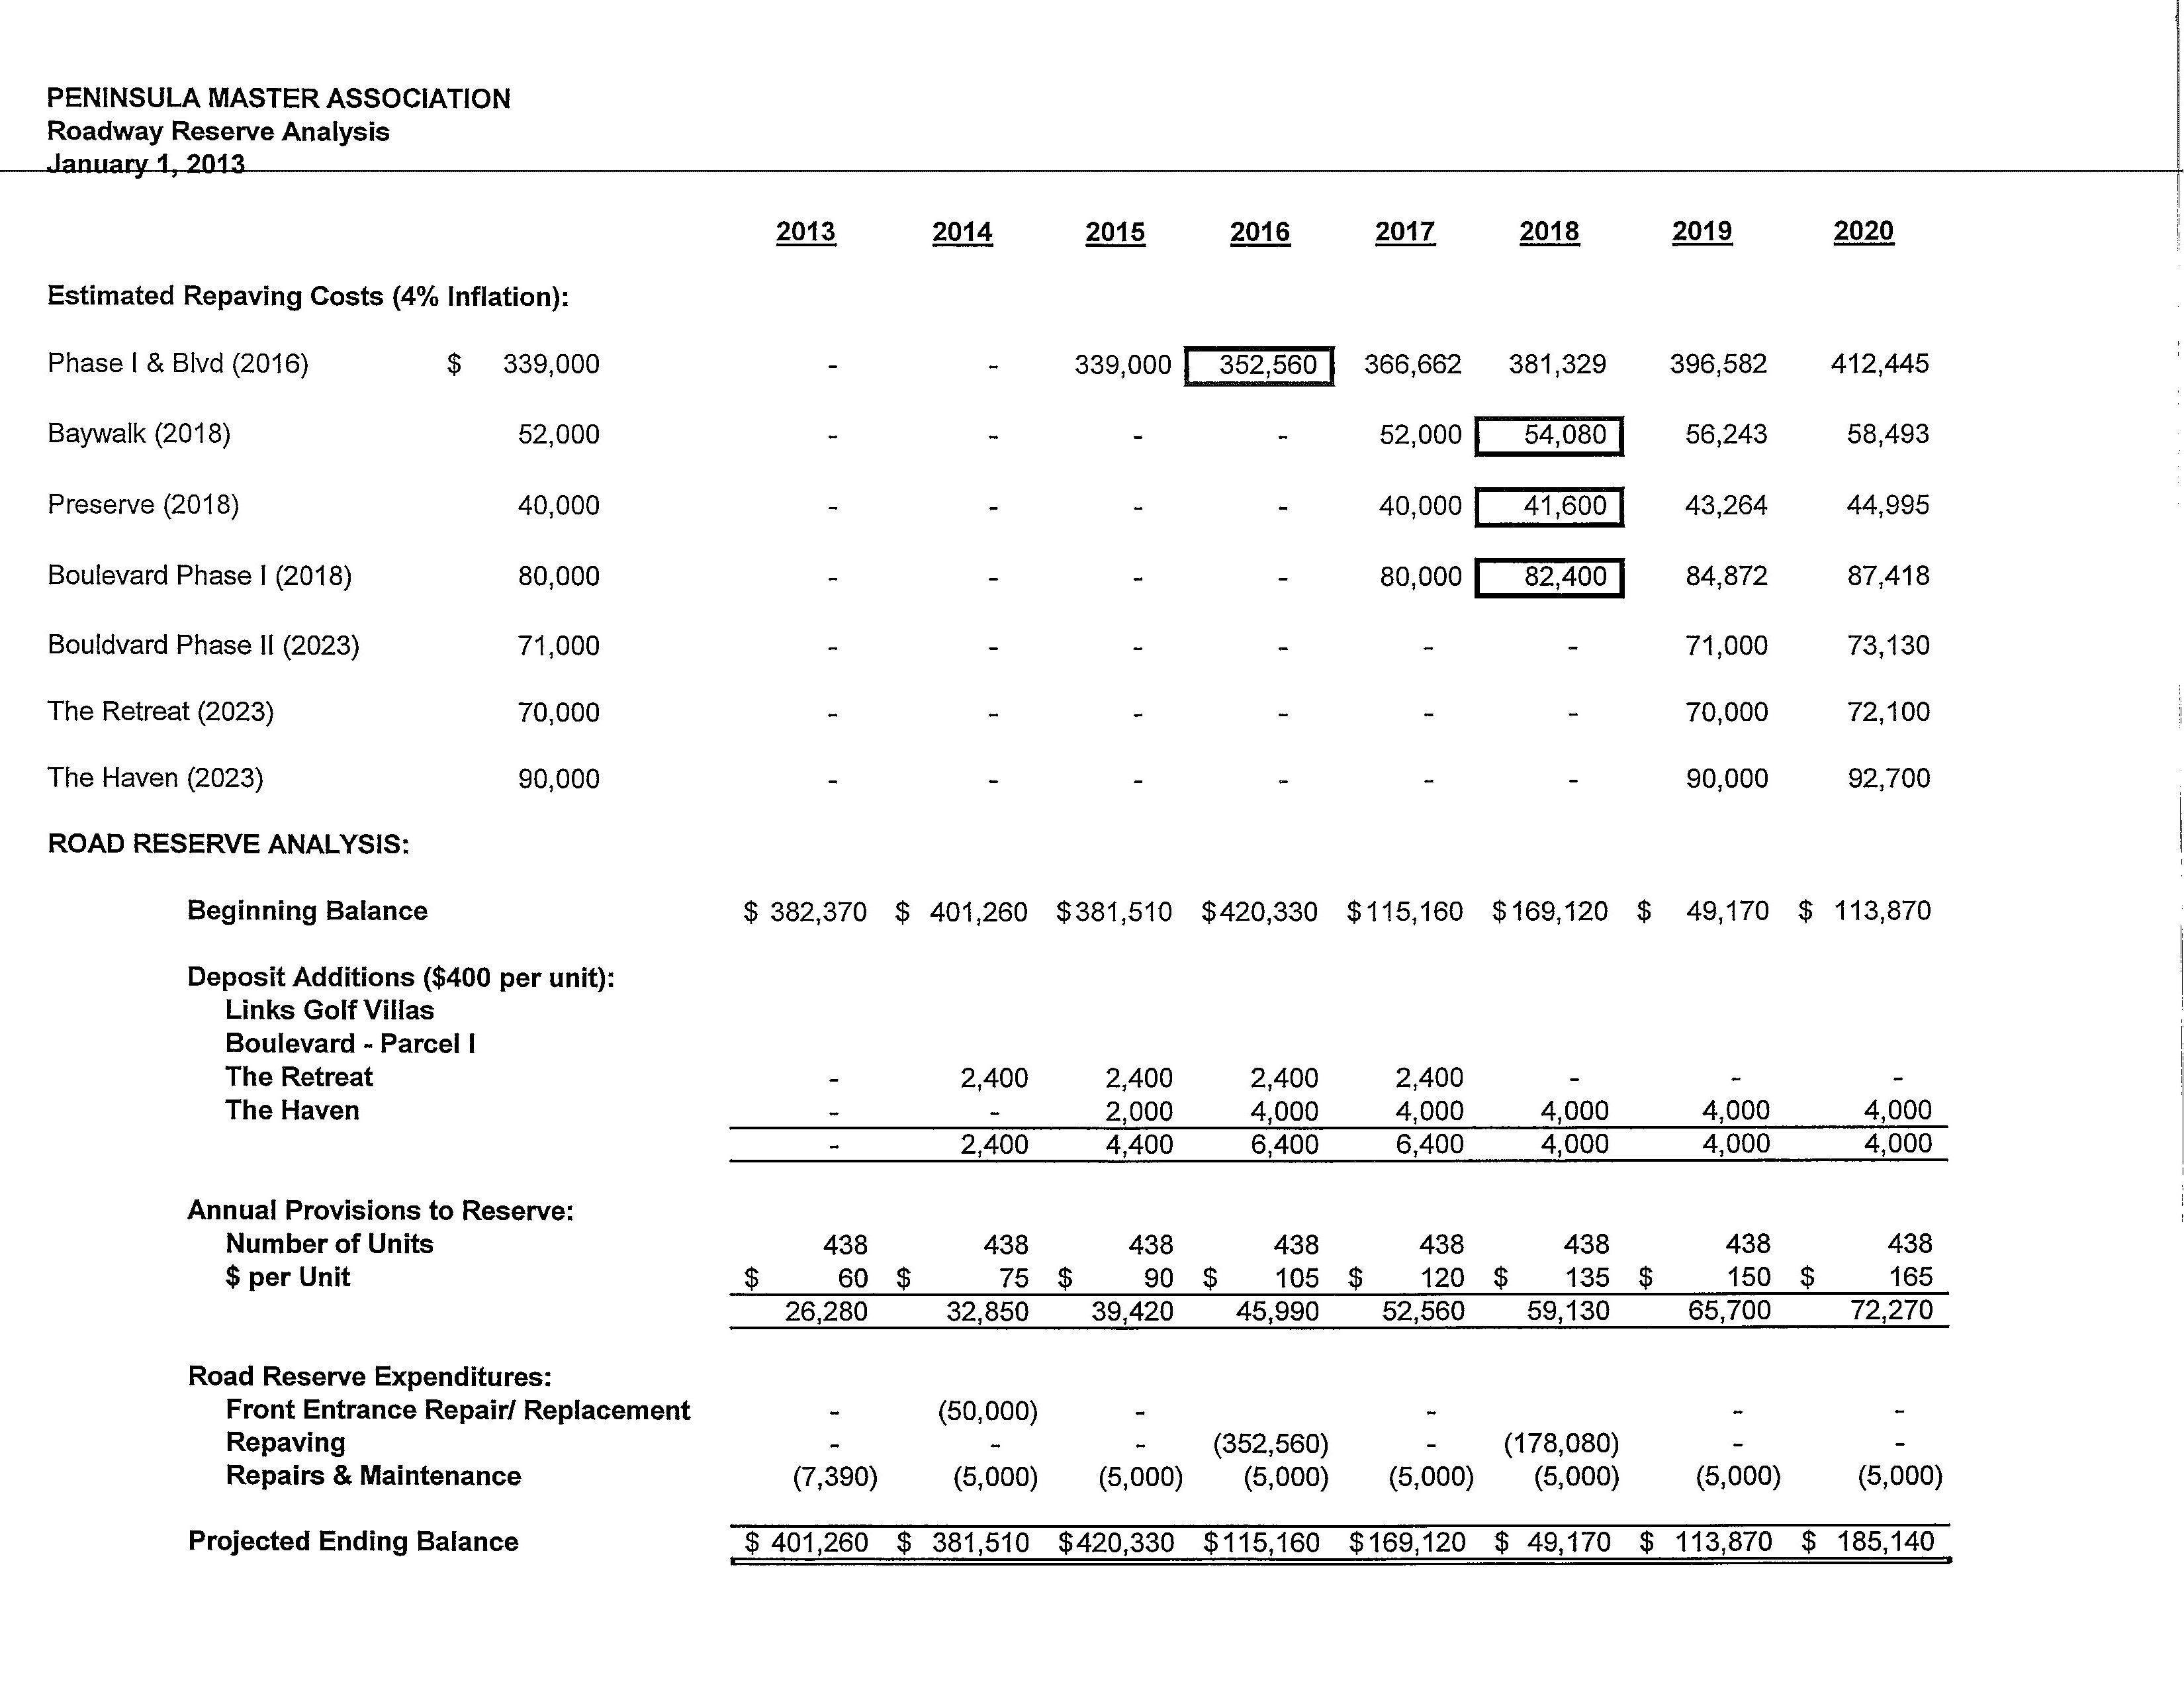 PENINSULA MASTER ASSOCIATION
Roadway Reserve Analysis
January 1, 2013
2013 2014 2015 2016 2017 2018 2019 2020
Estimated Repaving Costs (4% Inflation):
Phase I & Blvd (2016) $ 339,000 - - 339,000 352,560 366,662 381,329 396,582 412,445
Baywalk (2018) 52,000 - - - - 52,000 54,080 56,243 58,493
Preserve (2018) 40,000 - - - - 40,000 41,600 43,264 44,995
Boulevard Phase I (2018) 80,000 - - - - 80,000 82,400 84,872 87,418
Bouldvard Phase II (2023) 71,000 - - - - - - 71,000 73,130
The Retreat (2023) 70,000 - - - - - - 70,000 72,100
The Haven (2023) 90,000 - - - - - - 90,000 92,700
ROAD RESERVE ANALYSIS:
Beginning Balance $ 382,370 $ 401,260 $381,510 $420,330 $115,160 $169,120 $ 49,170 $ 113,870
Deposit Additions ($400 per unit):
Links Golf Villas
Boulevard - Parcel I
The Retreat - 2,400 2,400 2,400 2,400 - - -
The Haven - - 2,000 4,000 4,000 4,000 4,000 4,000
- 2,400 4,400 6,400 6,400 4,000 4,000 4,000
Annual Provisions to Reserve:
Number of Units 438 438 438 438 438 438 438 438
$ per Unit $ 60 $ 75 $ 90 $ 105 $ 120 $ 135 $ 150 $ 165
26,280 32,850 39,420 45,990 52,560 59,130 65,700 72,270
Road Reserve Expenditures:
Front Entrance Repair/ Replacement - (50,000) - - - -
Repaving - - - (352,560) - (178,080) - -
Repairs & Maintenance (7,390) (5,000) (5,000) (5,000) (5,000) (5,000) (5,000) (5,000)
Projected Ending Balance $ 401,260 $ 381,510 $420,330 $115,160 $169,120 $ 49,170 $ 113,870 $ 185,140